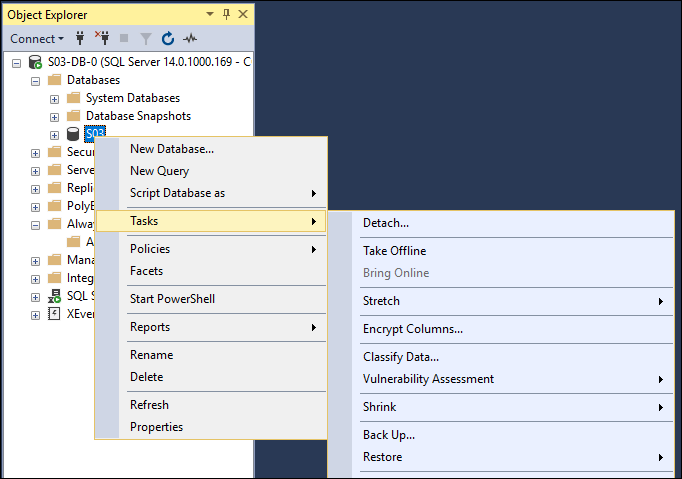 Object Explorer
Connect
S03-DB-0 (SQL Server 14.0.1000.169 - C
Databases
System Databases
Database Snapshots
S03
Secu
Serve
Replic
PolyB
Alway
A
Mana
Integ
SQL S
XEver
New Database...
New Query
Script Database as
Tasks
Policies
Facets
Start PowerShell
Reports
Rename
Delete
Refresh
Properties
Detach...
Take Offline
Bring Online
Stretch
Encrypt Columns...
Classify Data...
Vulnerability Assessment
Shrink
Back Up...
Restore